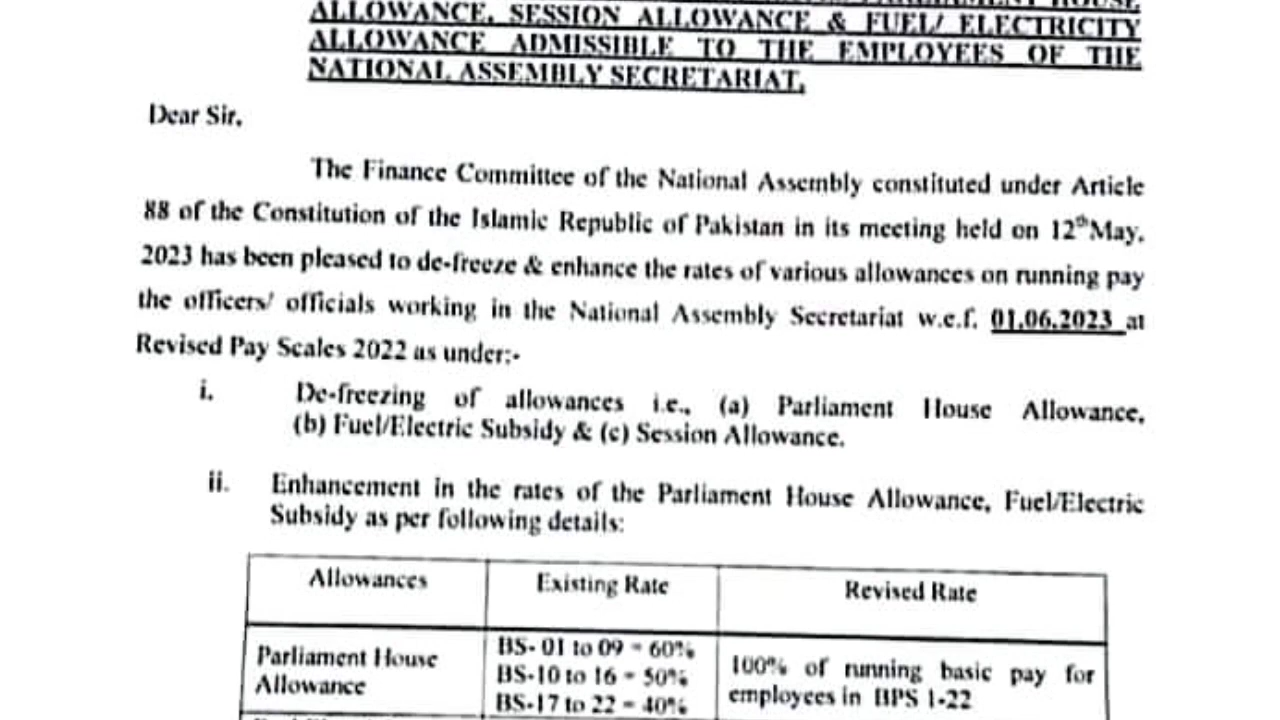 ALLOWANCE, SESSION ALLOWANCE & FUEL/ ELECTRICITY
ALLOWANCE ADMISSIBLE TO THE EMPLOYEES OF THE
NATIONAL ASSEMBLY SECRETARIAT.
Dear Sir,
The Finance Committee of the National Assembly constituted under Article
88 of the Constitution of the Islamic Republic of Pakistan in its meeting held on 12th May,
2023 has been pleased to de-freeze & enhance the rates of various allowances on running pay
the officers/ officials working in the National Assembly Secretariat w.e.f. 01.06.2023 at
Revised Pay Scales 2022 as under:-
i. De-freezing of allowances i.e., (a) Parliament House Allowance,
(b) Fuel/Electric Subsidy & (c) Session Allowance.
ii. Enhancement in the rates of the Parliament House Allowance, Fuel/Electric
Subsidy as per following details:
Allowances Existing Rate Revised Rate
Parliament House
Allowance
BS- 01 to 09 - 60%
BS-10 to 16 - 50%
BS-17 to 22 - 40%
100% of running basic pay for
employees in BPS 1-22